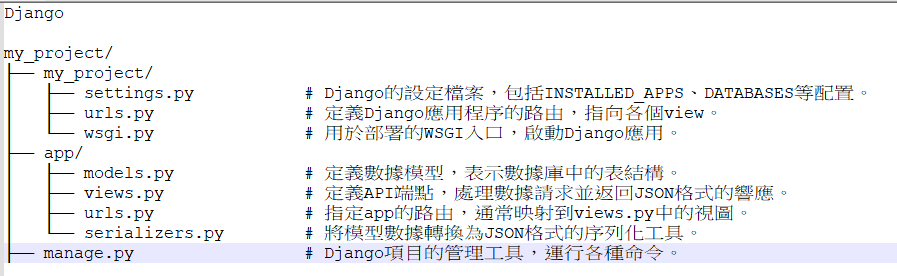 Django
my_project/
├── my_project/
│   ├── settings.py           # Django的設定檔案，包括INSTALLED_APPS、DATABASES等配置。
│   ├── urls.py               # 定義Django應用程序的路由，指向各個view。
│   └── wsgi.py               # 用於部署的WSGI入口，啟動Django應用。
├── app/
│   ├── models.py             # 定義數據模型，表示數據庫中的表結構。
│   ├── views.py              # 定義API端點，處理數據請求並返回JSON格式的響應。
│   ├── urls.py               # 指定app的路由，通常映射到views.py中的視圖。
│   └── serializers.py        # 將模型數據轉換為JSON格式的序列化工具。
├── manage.py                 # Django項目的管理工具，運行各種命令。